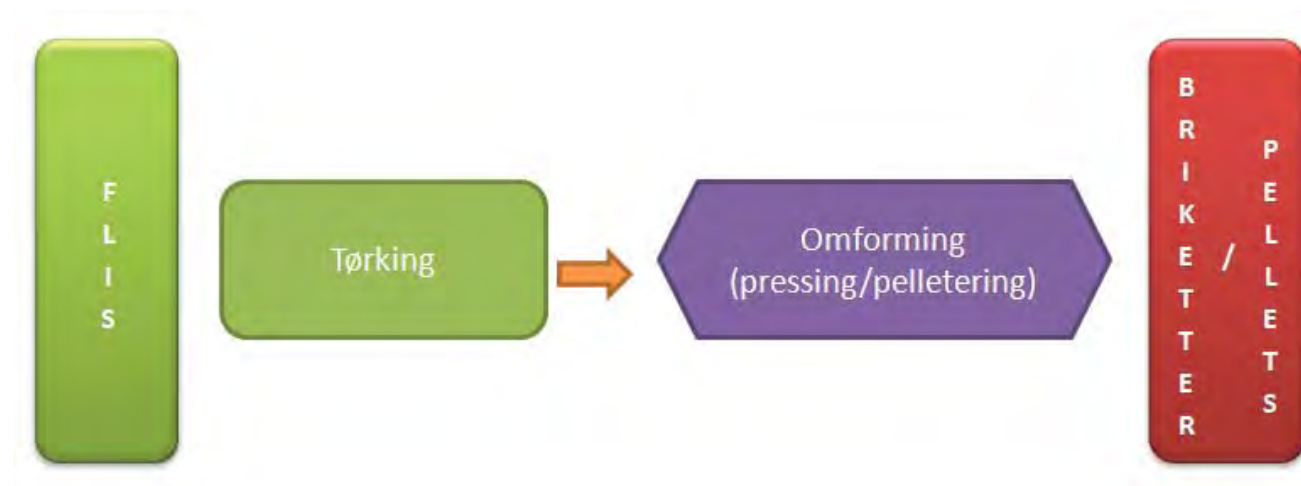 FLIS
Tørking
Omforming
(pressing/pelletering)
BRIKETTER
/
PELLETS